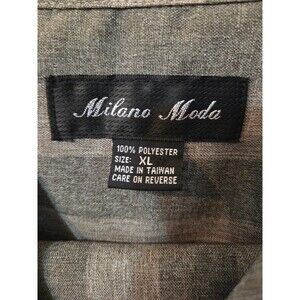 Milano Moda
100% POLYESTER
SIZE: XL
MADE IN TAIWAN
CARE ON REVERSE